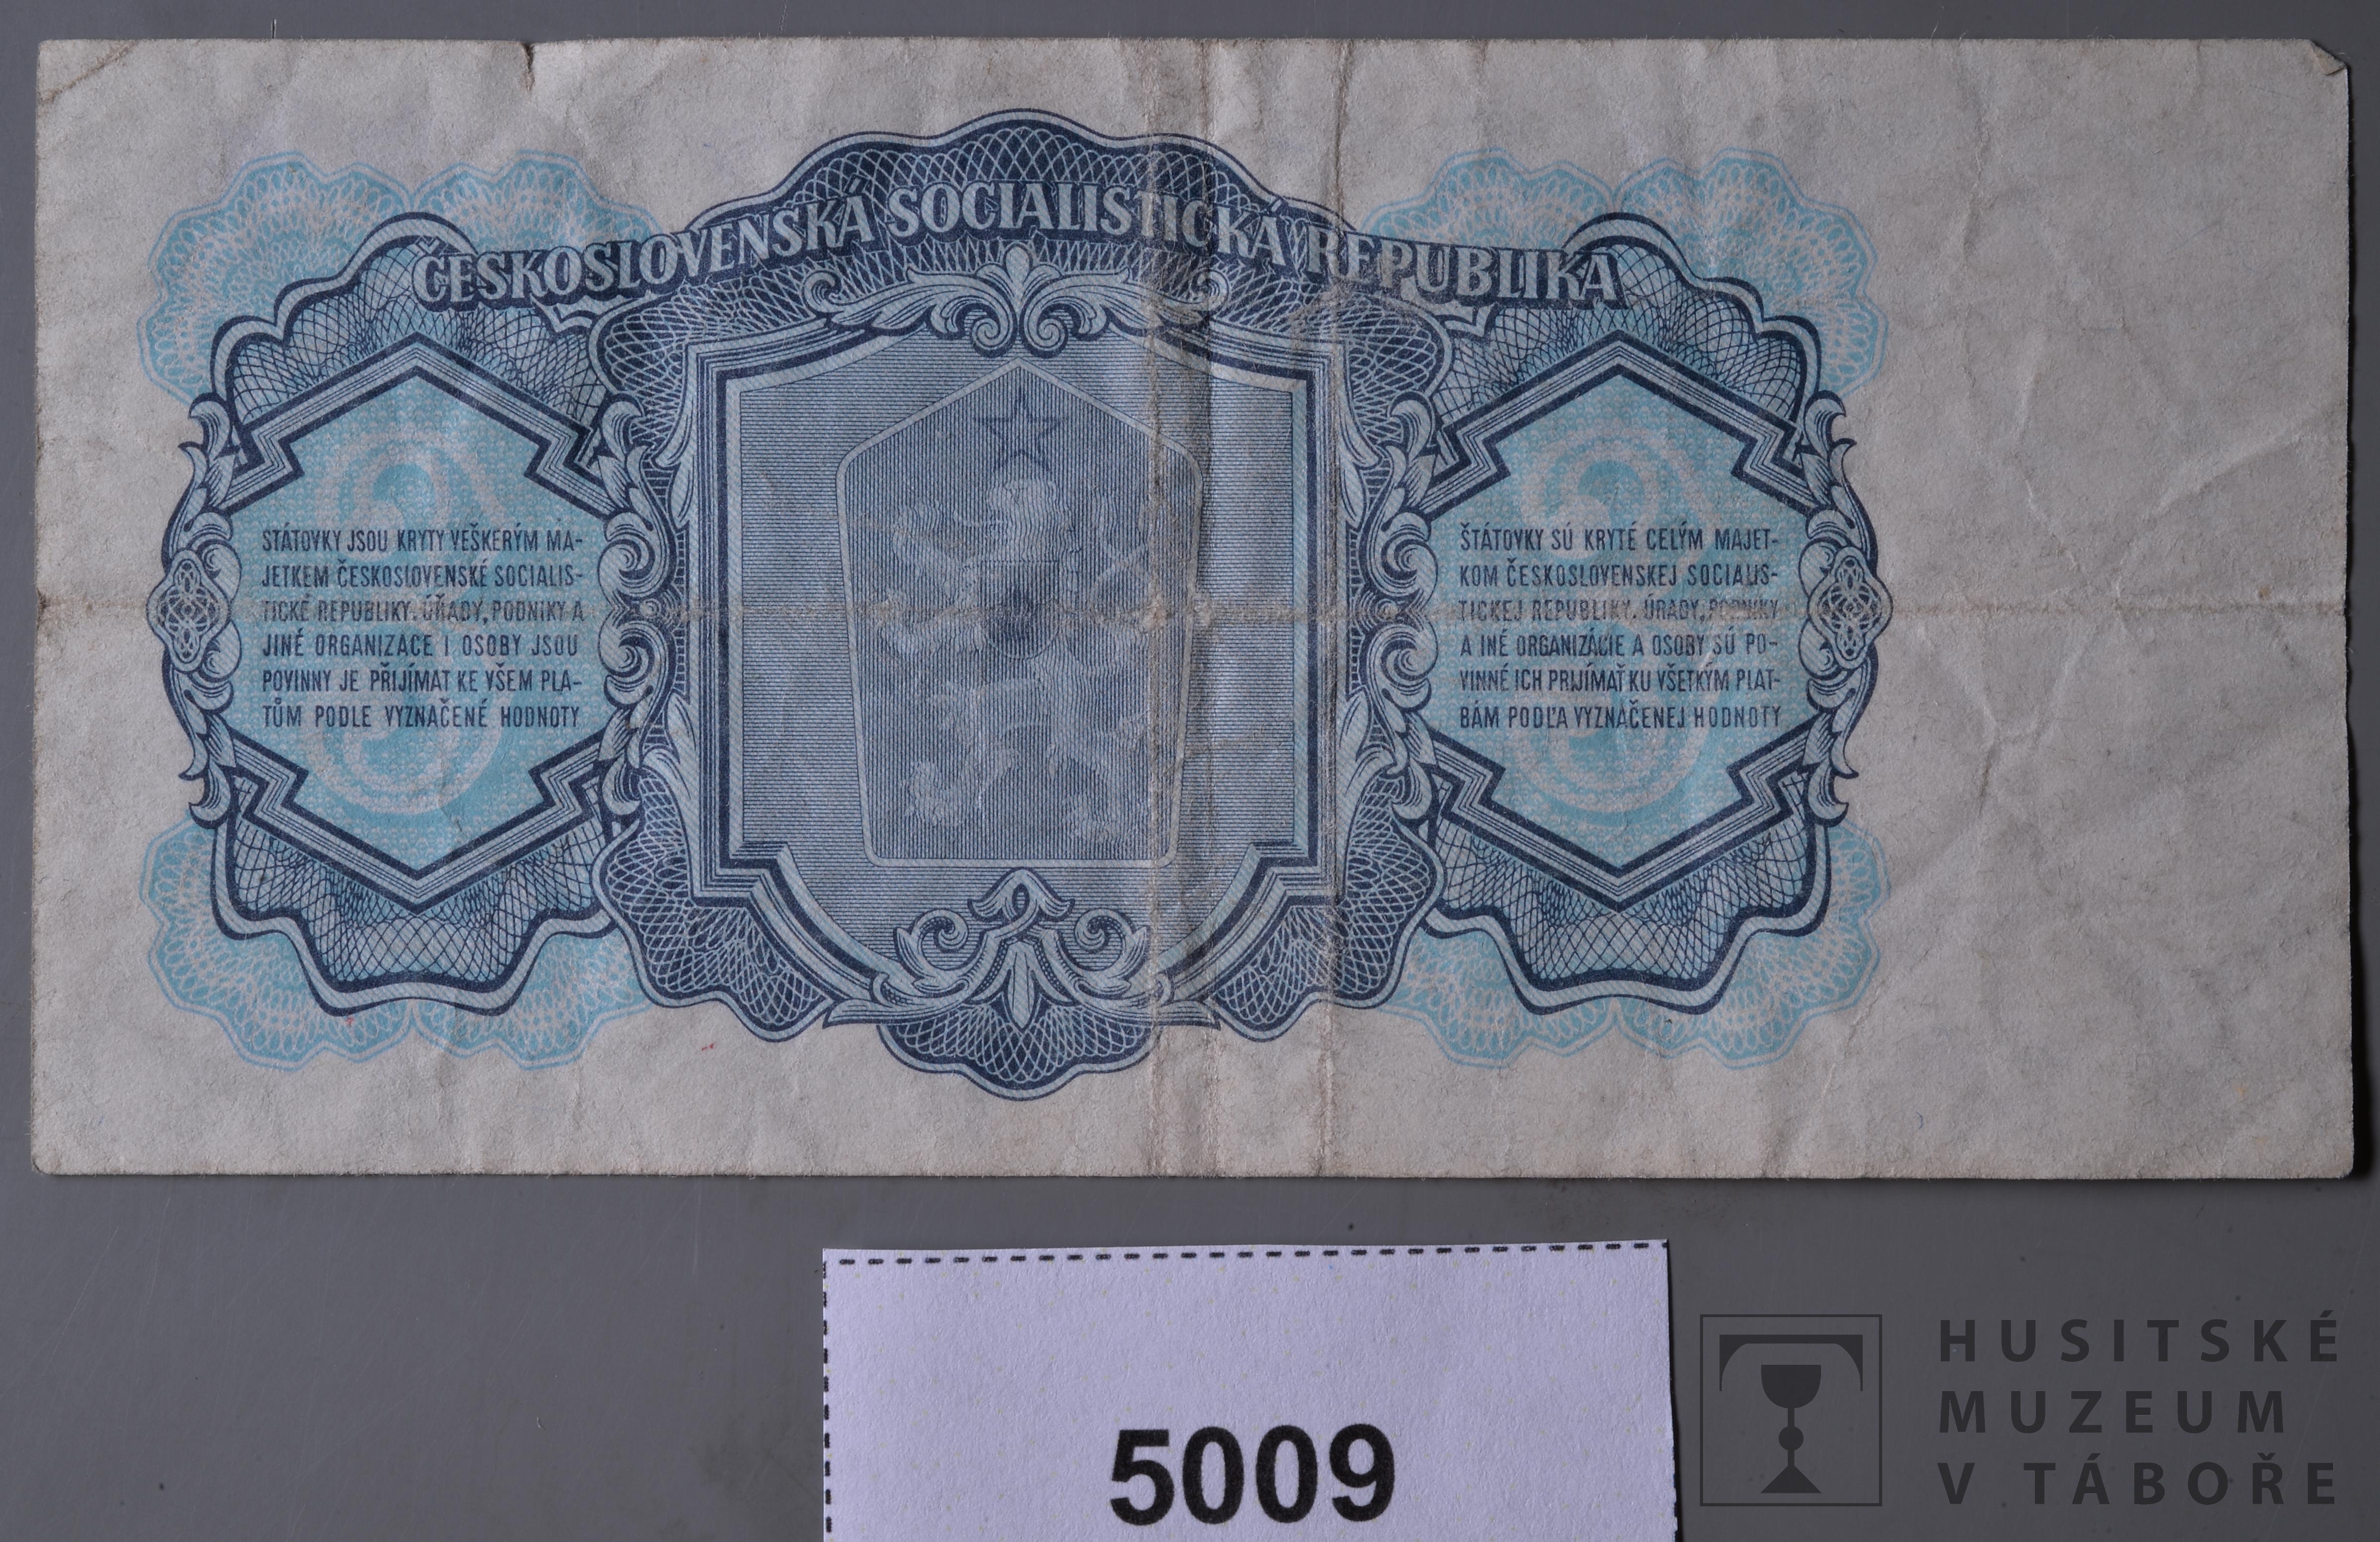 ČESKOSLOVENSKÁ SOCIALISTICKÁ REPUBLIKA
STÁTOVKY JSOU KRYTY VEŠKERÝM MA-
JETKEM ČESKOSLOVENSKÉ SOCIALIS-
TICKÉ REPUBLIKY. ÚŘADY, PODNIKY A
JINÉ ORGANIZACE I OSOBY JSOU
POVINNY JE PŘIJÍMAT KE VŠEM PLA-
TŮM PODLE VYZNAČENÉ HODNOTY
ŠTÁTOVKY SÚ KRYTÉ CELÝM MAJET-
KOM ČESKOSLOVENSKEJ SOCIALIS-
TICKEJ REPUBLIKY. ÚRADY, PODNIKY
A INÉ ORGANIZÁCIE A OSOBY SÚ PO-
VINNÉ ICH PRIJÍMAŤ KU VŠETKÝM PLAT-
BÁM PODĽA VYZNAČENEJ HODNOTY
3
3
5009
HUSITSKÉ
MUZEUM
V TÁBOŘE